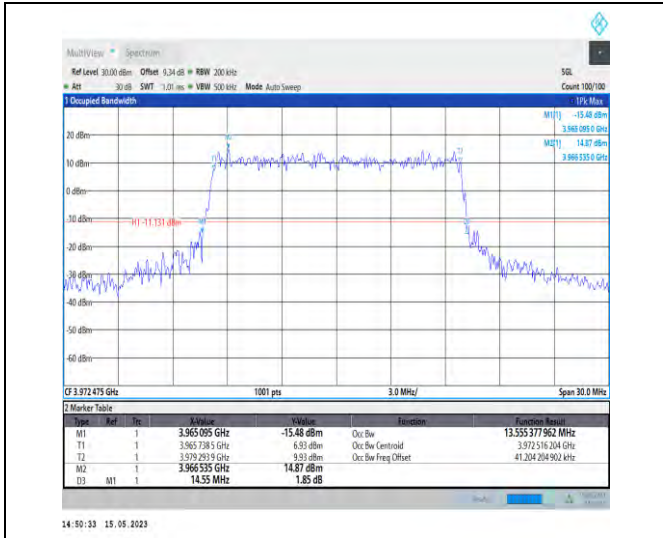 MultiView Spectrum
Ref Level 30.00 dBm Offset 9.34 dB RBW 200 kHz SGL
Att 30 dB SWT 1.01 ms VBW 500 kHz Mode Auto Sweep Count 100/100
1 Occupied Bandwidth 1Pk Max
M1[1] -15.48 dBm
3.965 095 0 GHz
M2[1] 14.87 dBm
3.966 535 0 GHz
20 dBm
10 dBm
0 dBm
-10 dBm
H1 -11.131 dBm
-20 dBm
-30 dBm
-40 dBm
-50 dBm
-60 dBm
CF 3.972 475 GHz 1001 pts 3.0 MHz/ Span 30.0 MHz
2 Marker Table
Type Ref Trc X-Value Y-Value Function Function Result
M1 1 3.965 095 GHz -15.48 dBm Occ Bw 13.555 377 962 MHz
T1 1 3.965 738 5 GHz 6.93 dBm Occ Bw Centroid 3.972 516 204 GHz
T2 1 3.979 293 9 GHz 9.93 dBm Occ Bw Freq Offset 41.204 204 902 kHz
M2 1 3.966 535 GHz 14.87 dBm
D3 M1 1 14.55 MHz 1.85 dB
14:50:33 15.05.2023